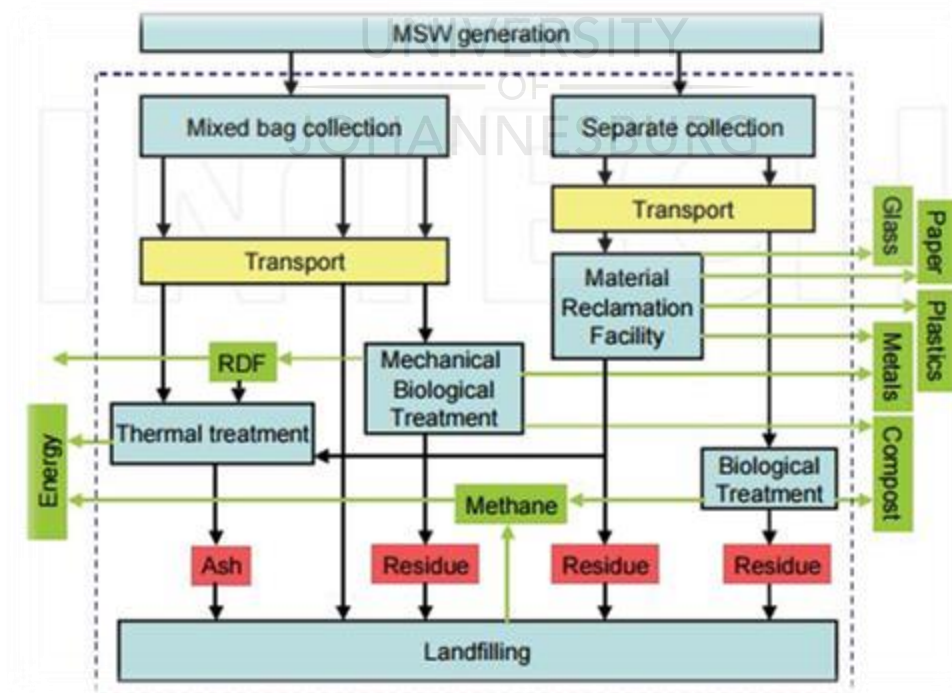 MSW generation
UNIVERSITY
OF
JOHANNESBURG
Mixed bag collection
Separate collection
Transport
Glass
Paper
Transport
Material
Reclamation
Facility
Plastics
Metals
RDF
Mechanical
Biological
Treatment
Thermal treatment
Energy
Compost
Biological
Treatment
Methane
Ash
Residue
Residue
Residue
Landfilling